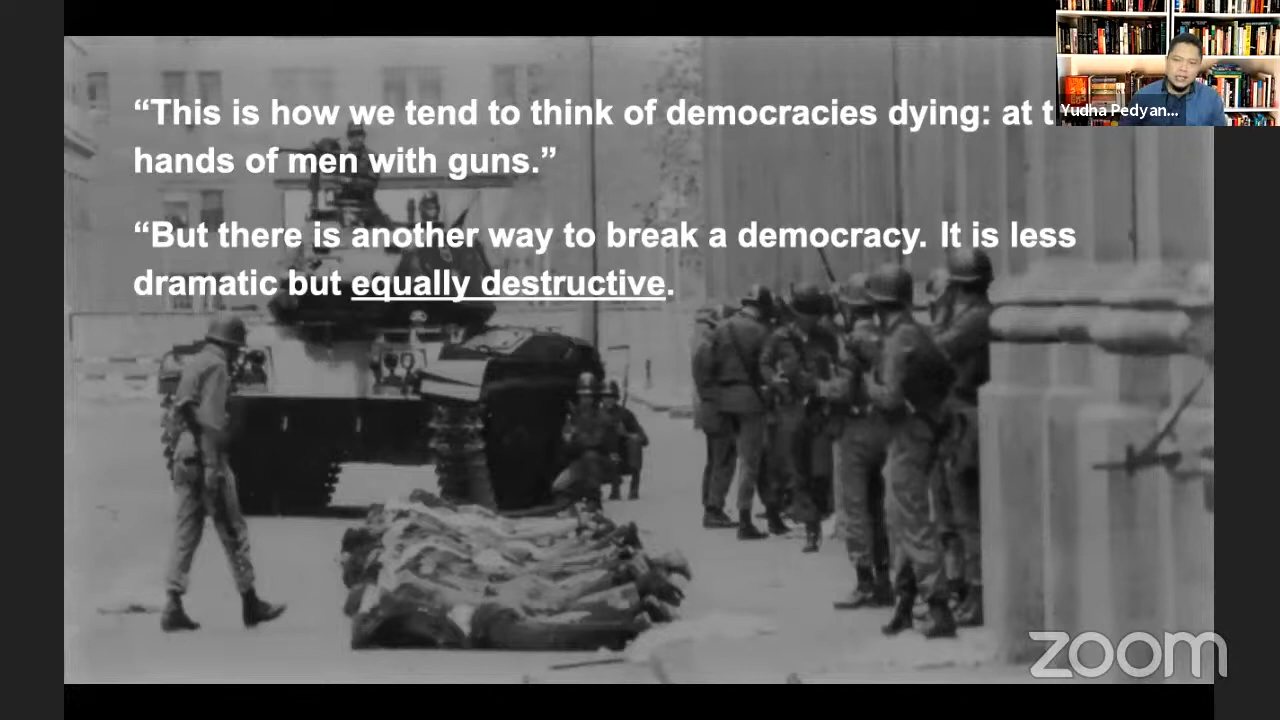 “This is how we tend to think of democracies dying: at t
hands of men with guns.”
“But there is another way to break a democracy. It is less
dramatic but equally destructive.
Yudha Pedyan...
zoom